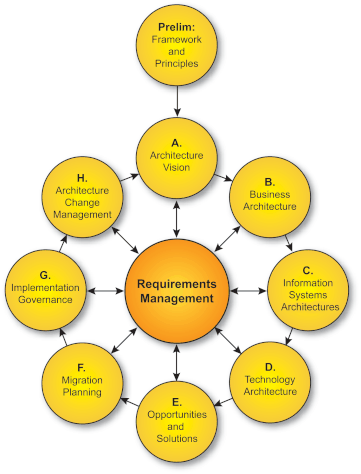 Prelim:
Framework
and
Principles
A.
Architecture
Vision
H.
Architecture
Change
Management
B.
Business
Architecture
G.
Implementation
Governance
Requirements
Management
C.
Information
Systems
Architectures
F.
Migration
Planning
D.
Technology
Architecture
E.
Opportunities
and
Solutions